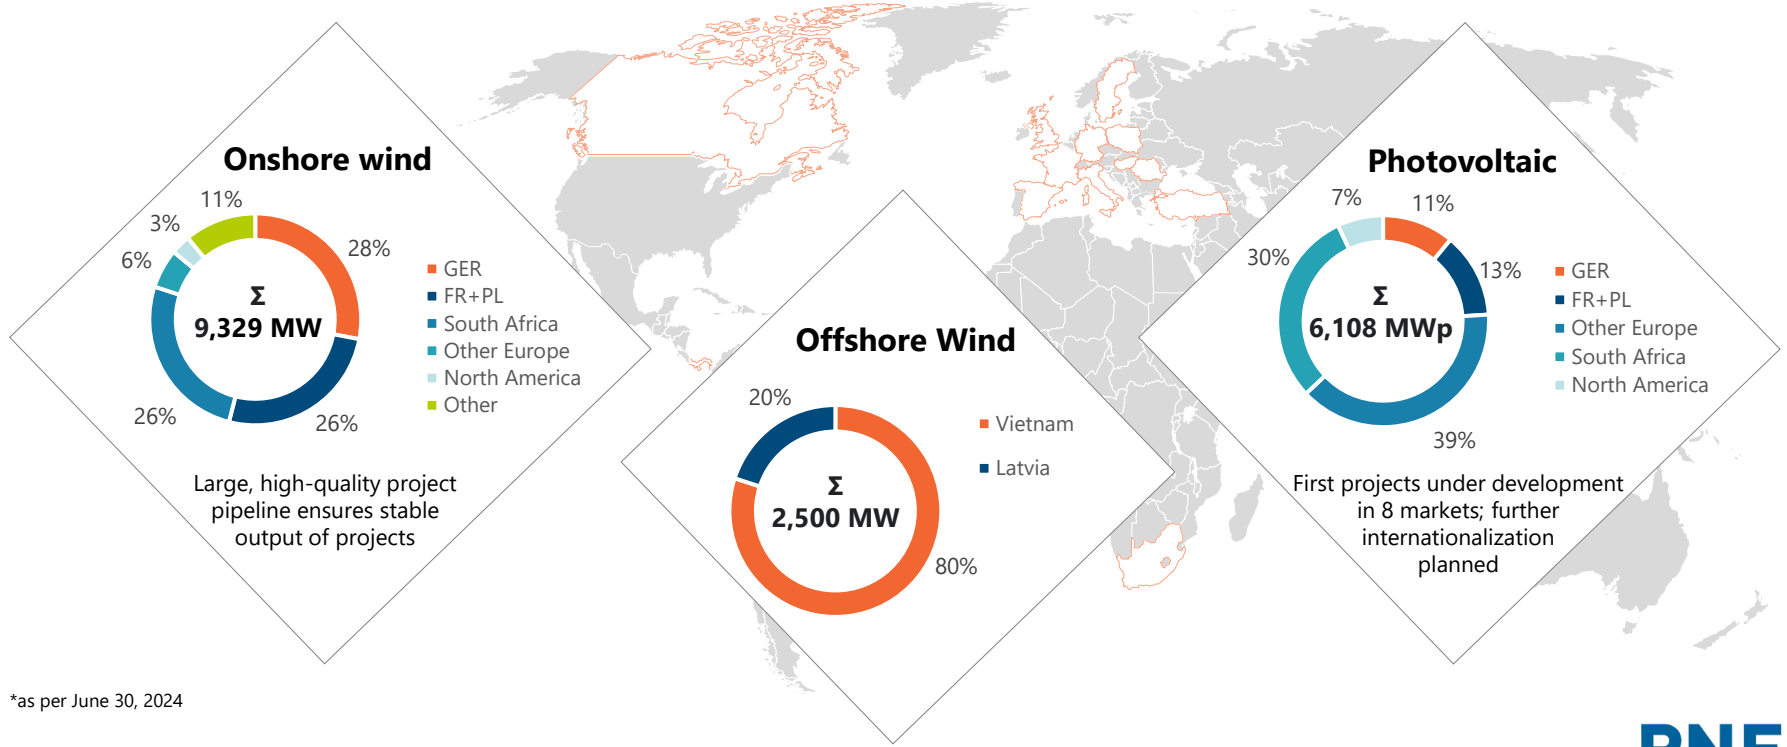 Onshore wind
11%
3%
28%
6%
Σ
9,329 MW
26%
26%
GER
FR+PL
South Africa
Other Europe
North America
Other
Large, high-quality project
pipeline ensures stable
output of projects
Offshore Wind
20%
Vietnam
Latvia
Σ
2,500 MW
80%
Photovoltaic
7%
11%
30%
13%
Σ
6,108 MWp
39%
GER
FR+PL
Other Europe
South Africa
North America
First projects under development
in 8 markets; further
internationalization
planned
*as per June 30, 2024